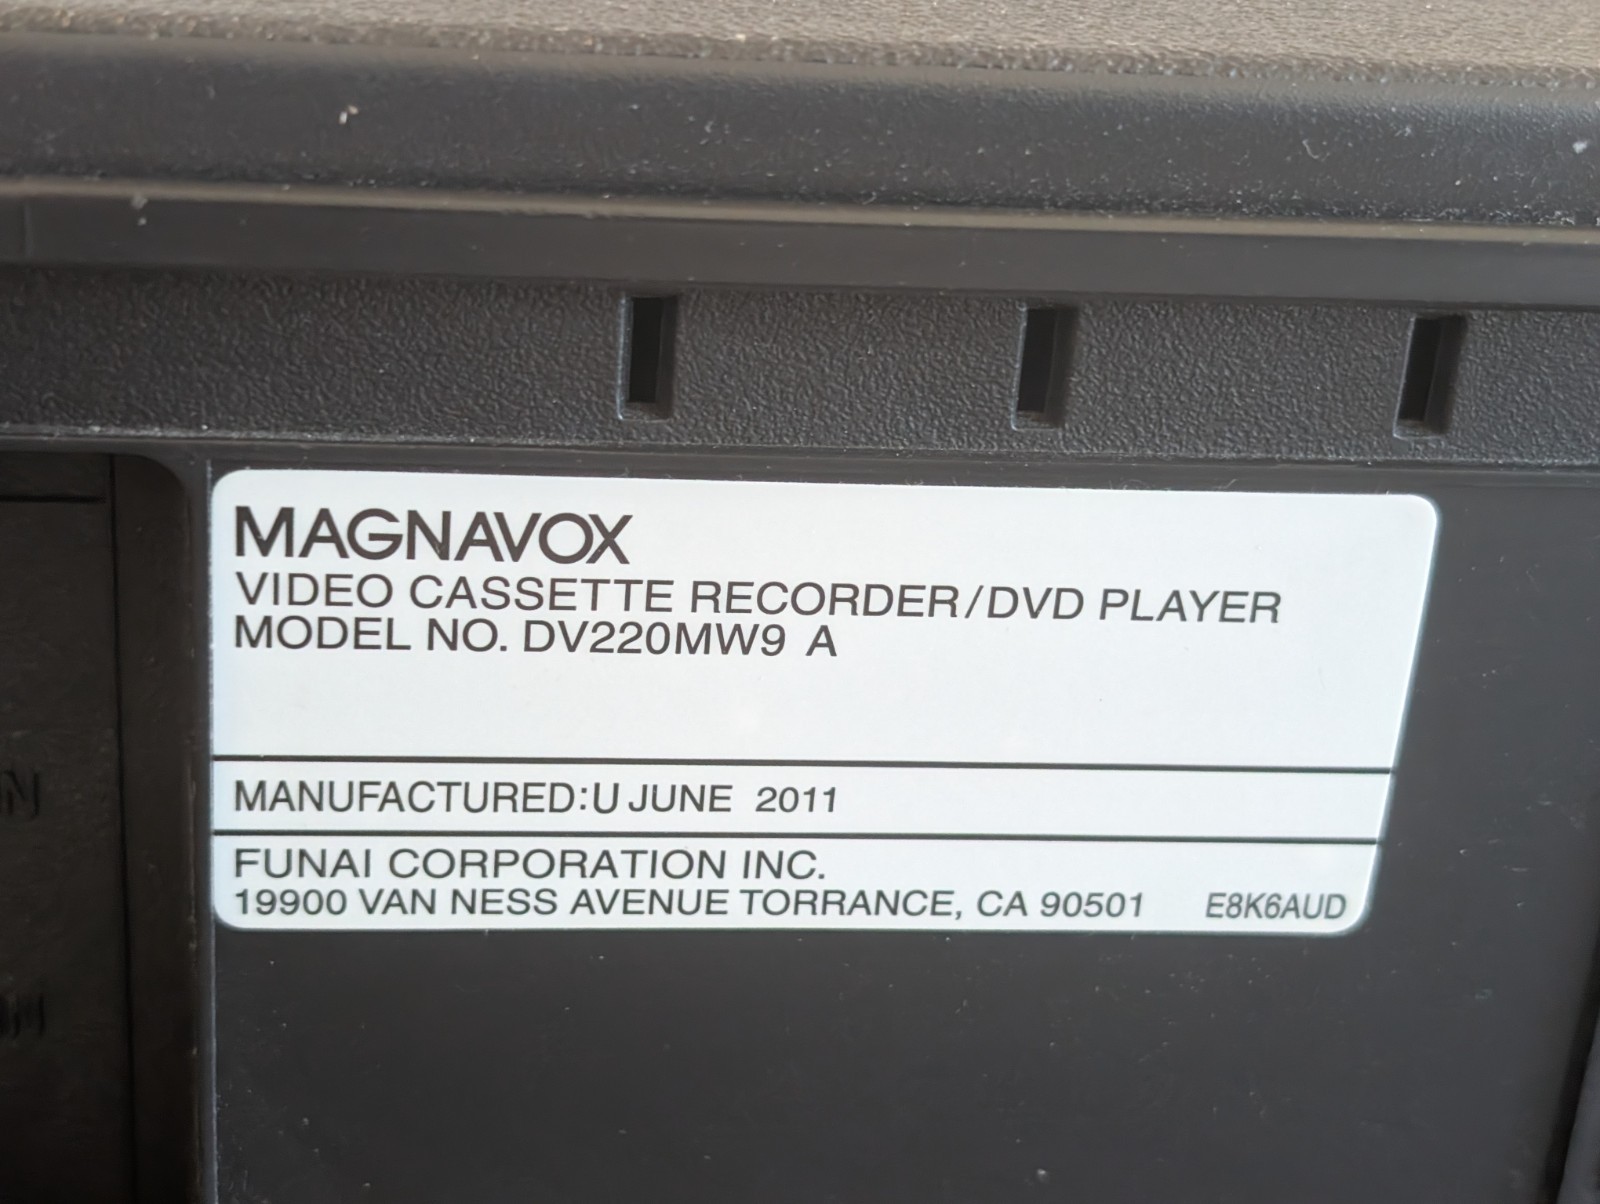 MAGNAVOX
VIDEO CASSETTE RECORDER/DVD PLAYER
MODEL NO. DV220MW9 A
MANUFACTURED:U JUNE 2011
FUNAI CORPORATION INC.
19900 VAN NESS AVENUE TORRANCE, CA 90501 E8K6AUD